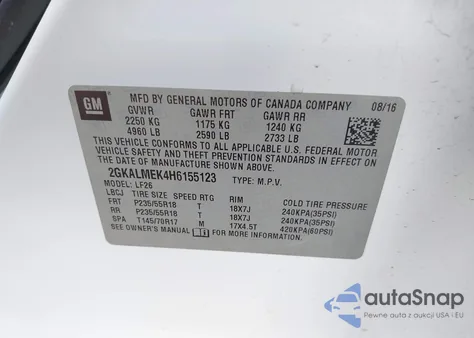 GM
MFD BY GENERAL MOTORS OF CANADA COMPANY 08/16
GVWR GAWR FRT GAWR RR
2250 KG 1175 KG 1240 KG
4960 LB 2590 LB 2733 LB
THIS VEHICLE CONFORMS TO ALL APPLICABLE U.S. FEDERAL MOTOR
VEHICLE SAFETY, BUMPER, AND THEFT PREVENTION STANDARDS IN
EFFECT ON THE DATE OF MANUFACTURE SHOWN ABOVE.
2GKALMEK4H6155123 TYPE: M.P.V.
MODEL: LF26
LBCJ TIRE SIZE SPEED RTG RIM COLD TIRE PRESSURE
FRT P235/55R18 T 18X7J 240KPA(35PSI)
RR P235/55R18 T 18X7J 240KPA(35PSI)
SPA T145/70R17 M 17X4.5T 420KPA(60PSI)
SEE OWNER'S MANUAL FOR MORE INFORMATION.
autoSnap
Pewne auta z aukcji USA i EU